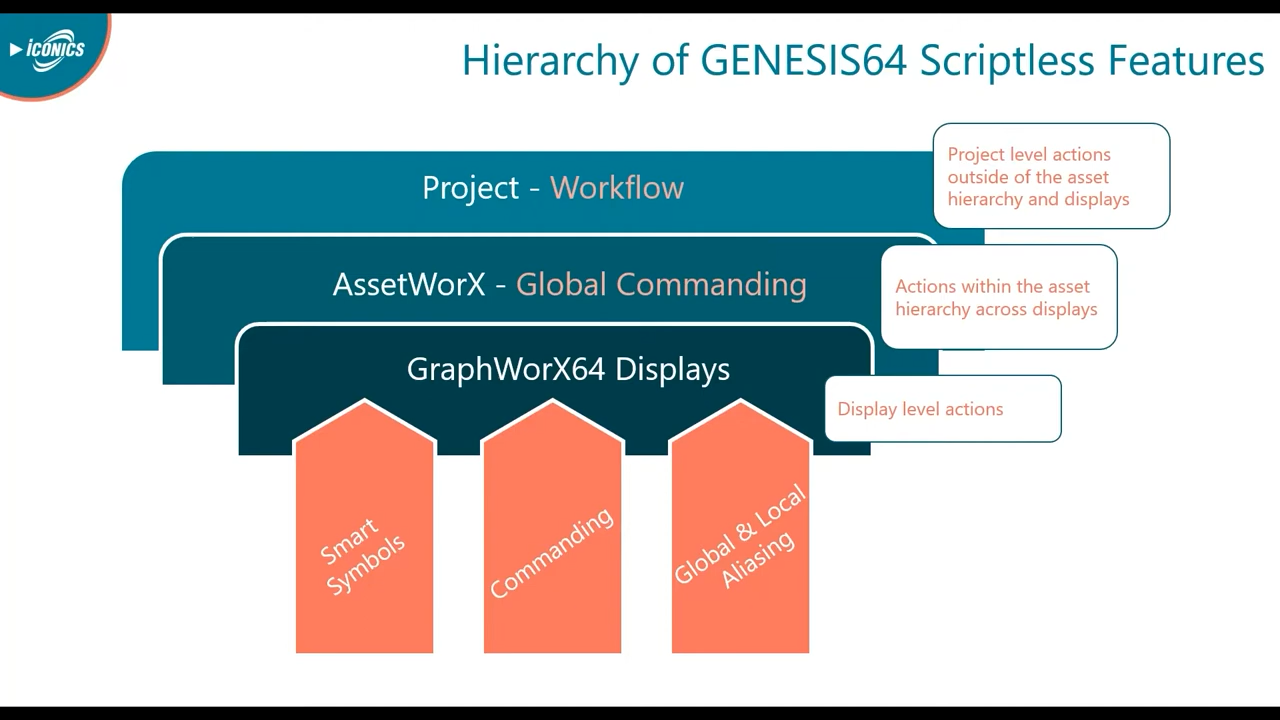 ICONICS
Hierarchy of GENESIS64 Scriptless Features
Project - Workflow
Project level actions
outside of the asset
hierarchy and displays
AssetWorX - Global Commanding
Actions within the asset
hierarchy across displays
GraphWorX64 Displays
Display level actions
Smart
Symbols
Commanding
Global & Local
Aliasing